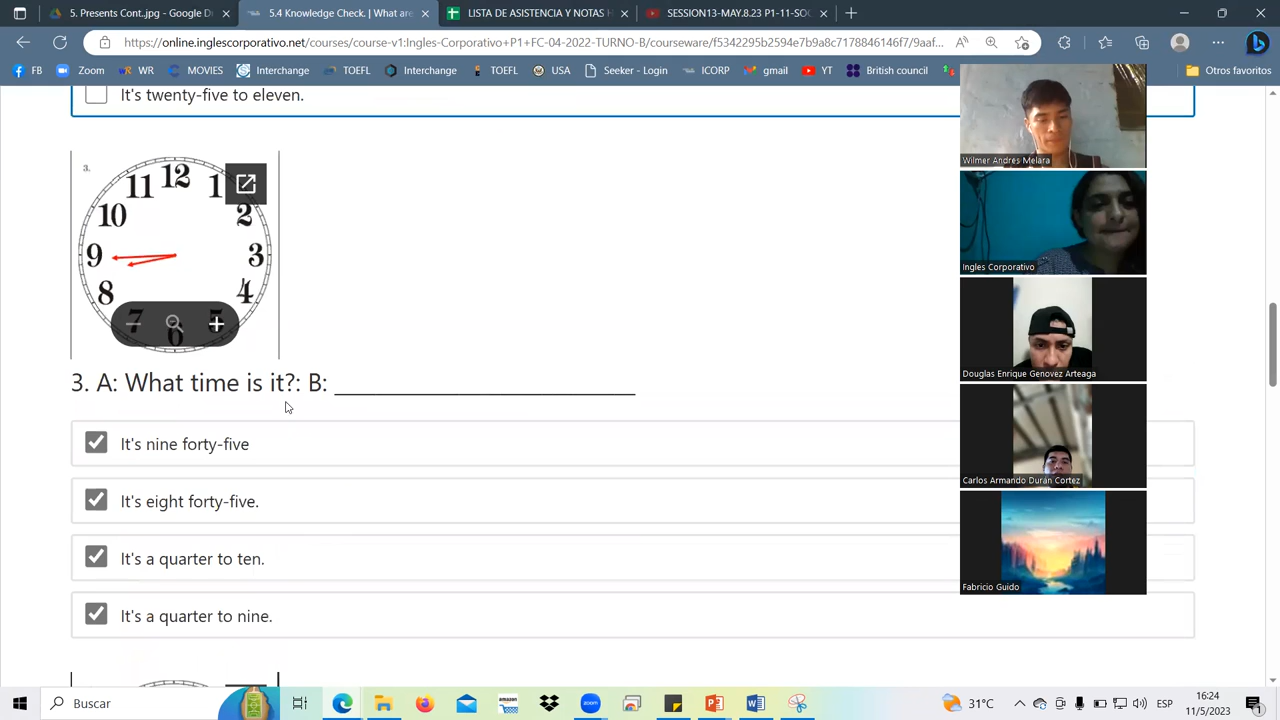 5. Presents Cont.jpg - Google D
5.4 Knowledge Check. | What are
LISTA DE ASISTENCIA Y NOTAS H
SESSION13-MAY.8.23 P1-11-SOC
https://online.inglescorporativo.net/courses/course-v1:Ingles-Corporativo+P1+FC-04-2022-TURNO-B/courseware/f5342295b2594e7b9a8c7178846146f7/9aaf...
FB Zoom WR MOVIES Interchange TOEFL Interchange TOEFL USA Seeker - Login ICORP gmail YT British council Otros favoritos
It's twenty-five to eleven.
3.
12
11 1
10 2
9 3
8 4
7 5
6
3. A: What time is it?: B: ______________________
It's nine forty-five
It's eight forty-five.
It's a quarter to ten.
It's a quarter to nine.
Wilmer Andres Melara
Ingles Corporativo
Douglas Enrique Genovez Arteaga
Carlos Armando Durán Cortez
Fabricio Guido
Buscar
31°C
ESP
16:24
11/5/2023